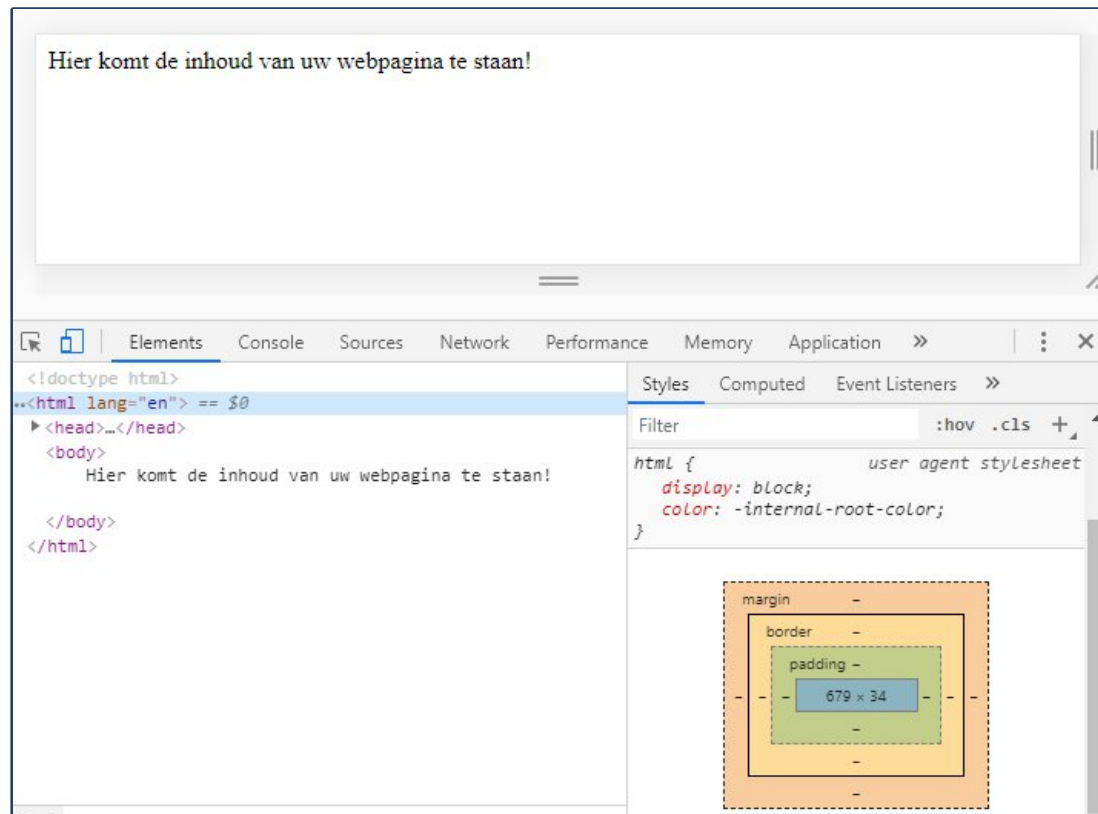 Hier komt de inhoud van uw webpagina te staan!
Elements Console Sources Network Performance Memory Application »
<!doctype html>
..<html lang="en"> == $0
<head>…</head>
<body>
Hier komt de inhoud van uw webpagina te staan!
</body>
</html>
Styles Computed Event Listeners »
Filter :hov .cls +
html { user agent stylesheet
display: block;
color: -internal-root-color;
}
margin –
border –
padding –
– – – 679 × 34 – – –
–
–
–